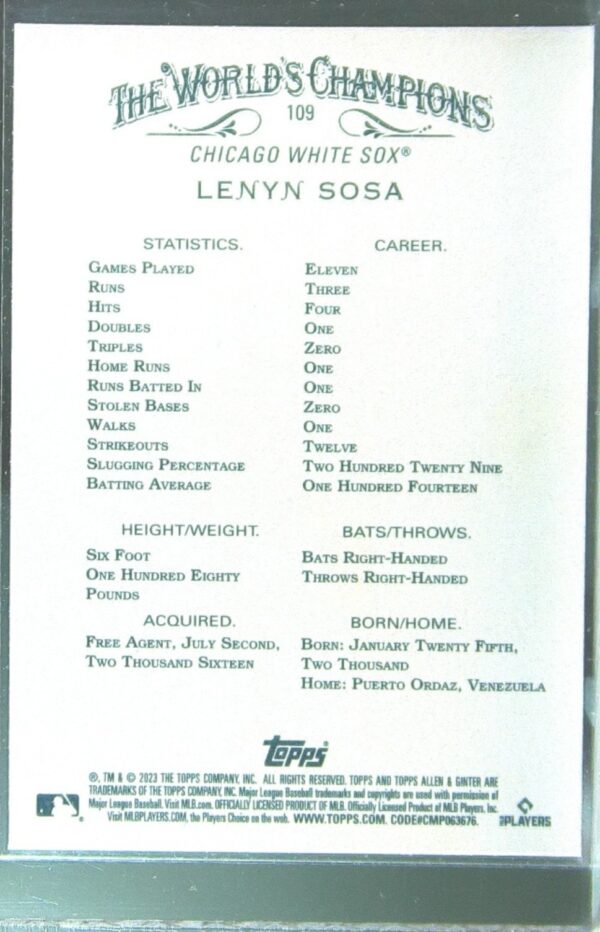 THE WORLD'S CHAMPIONS
109
CHICAGO WHITE SOX®
LENYN SOSA
STATISTICS. CAREER.
GAMES PLAYED ELEVEN
RUNS THREE
HITS FOUR
DOUBLES ONE
TRIPLES ZERO
HOME RUNS ONE
RUNS BATTED IN ONE
STOLEN BASES ZERO
WALKS ONE
STRIKEOUTS TWELVE
SLUGGING PERCENTAGE TWO HUNDRED TWENTY NINE
BATTING AVERAGE ONE HUNDRED FOURTEEN
HEIGHT/WEIGHT. BATS/THROWS.
SIX FOOT BATS RIGHT-HANDED
ONE HUNDRED EIGHTY THROWS RIGHT-HANDED
POUNDS
ACQUIRED. BORN/HOME.
FREE AGENT, JULY SECOND, BORN: JANUARY TWENTY FIFTH,
TWO THOUSAND SIXTEEN TWO THOUSAND
HOME: PUERTO ORDAZ, VENEZUELA
Topps®
®, TM & © 2023 THE TOPPS COMPANY, INC. ALL RIGHTS RESERVED. TOPPS AND TOPPS ALLEN & GINTER ARE
TRADEMARKS OF THE TOPPS COMPANY, INC. Major League Baseball trademarks and copyrights are used with permission of
Major League Baseball. Visit MLB.com. OFFICIALLY LICENSED PRODUCT OF MLB. Officially Licensed Product of MLB Players, Inc.
Visit MLBPLAYERS.COM, the Players Choice on the web. WWW.TOPPS.COM. CODE#CMP063676.
PLAYERS